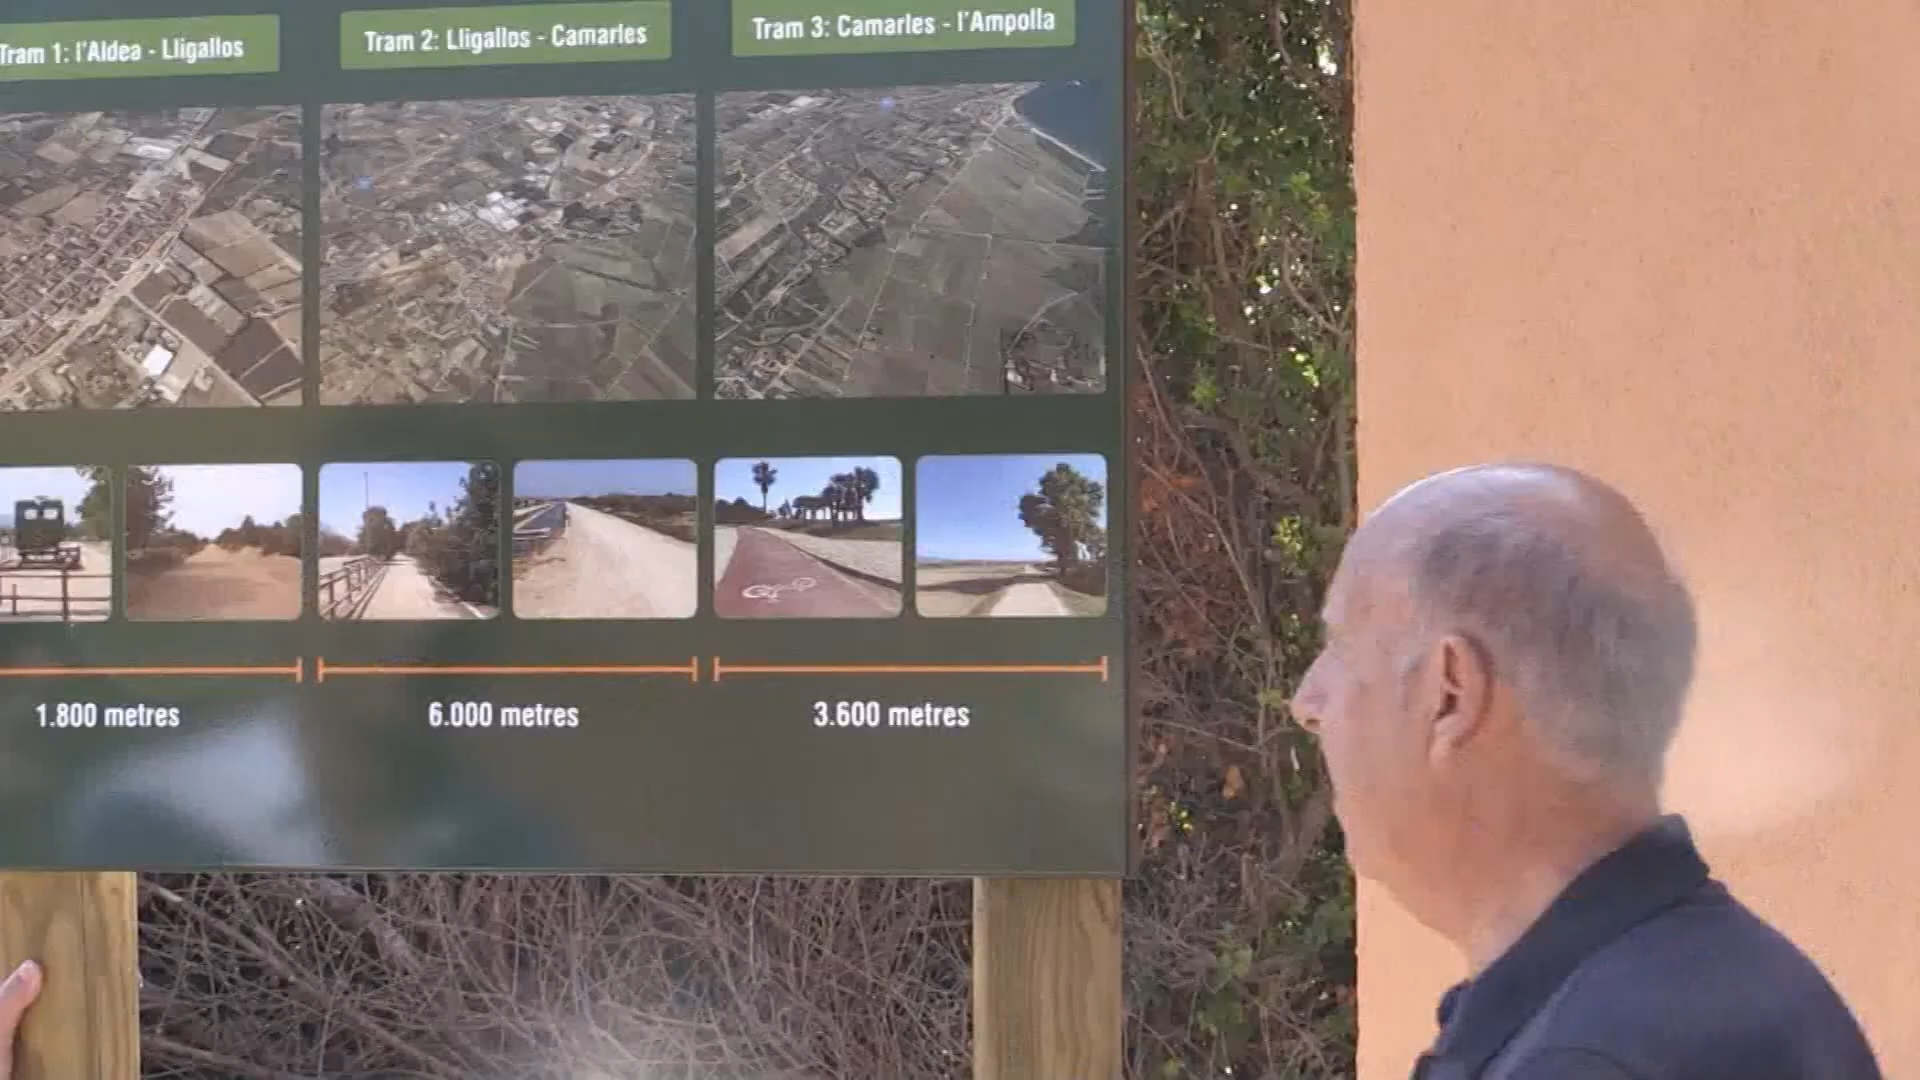 Tram 1: l'Aldea - Lligallos
Tram 2: Lligallos - Camarles
Tram 3: Camarles - l'Ampolla
1.800 metres
6.000 metres
3.600 metres